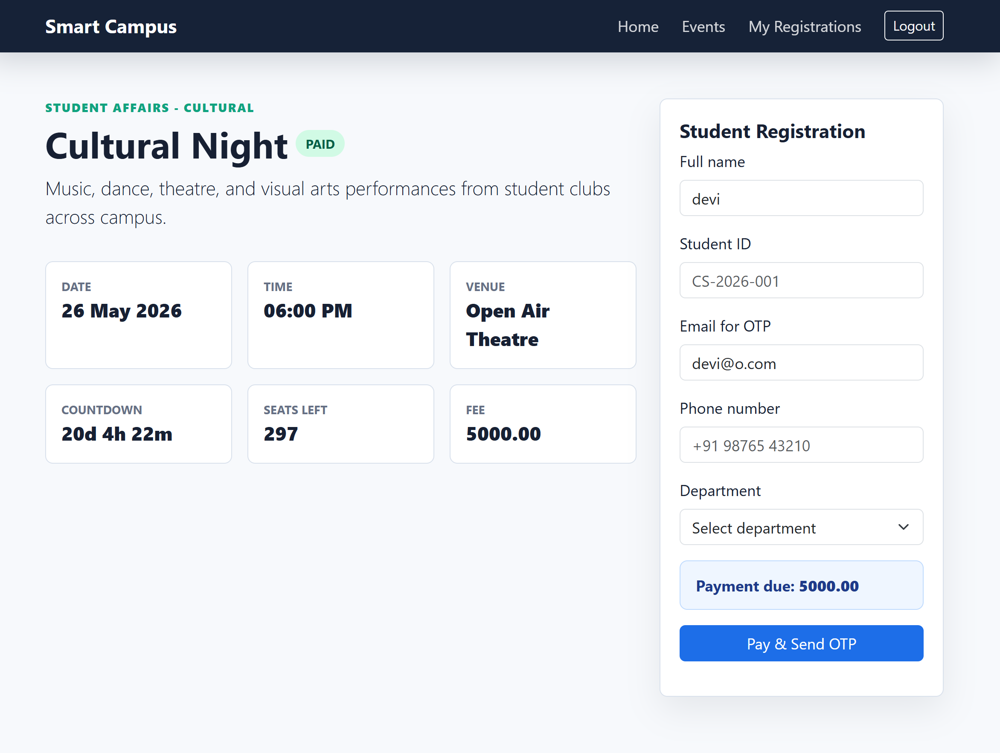 Smart Campus
Home Events My Registrations Logout
STUDENT AFFAIRS - CULTURAL
Cultural Night PAID
Music, dance, theatre, and visual arts performances from student clubs
across campus.
DATE
26 May 2026
TIME
06:00 PM
VENUE
Open Air
Theatre
COUNTDOWN
20d 4h 22m
SEATS LEFT
297
FEE
5000.00
Student Registration
Full name
devi
Student ID
CS-2026-001
Email for OTP
devi@o.com
Phone number
+91 98765 43210
Department
Select department
Payment due: 5000.00
Pay & Send OTP